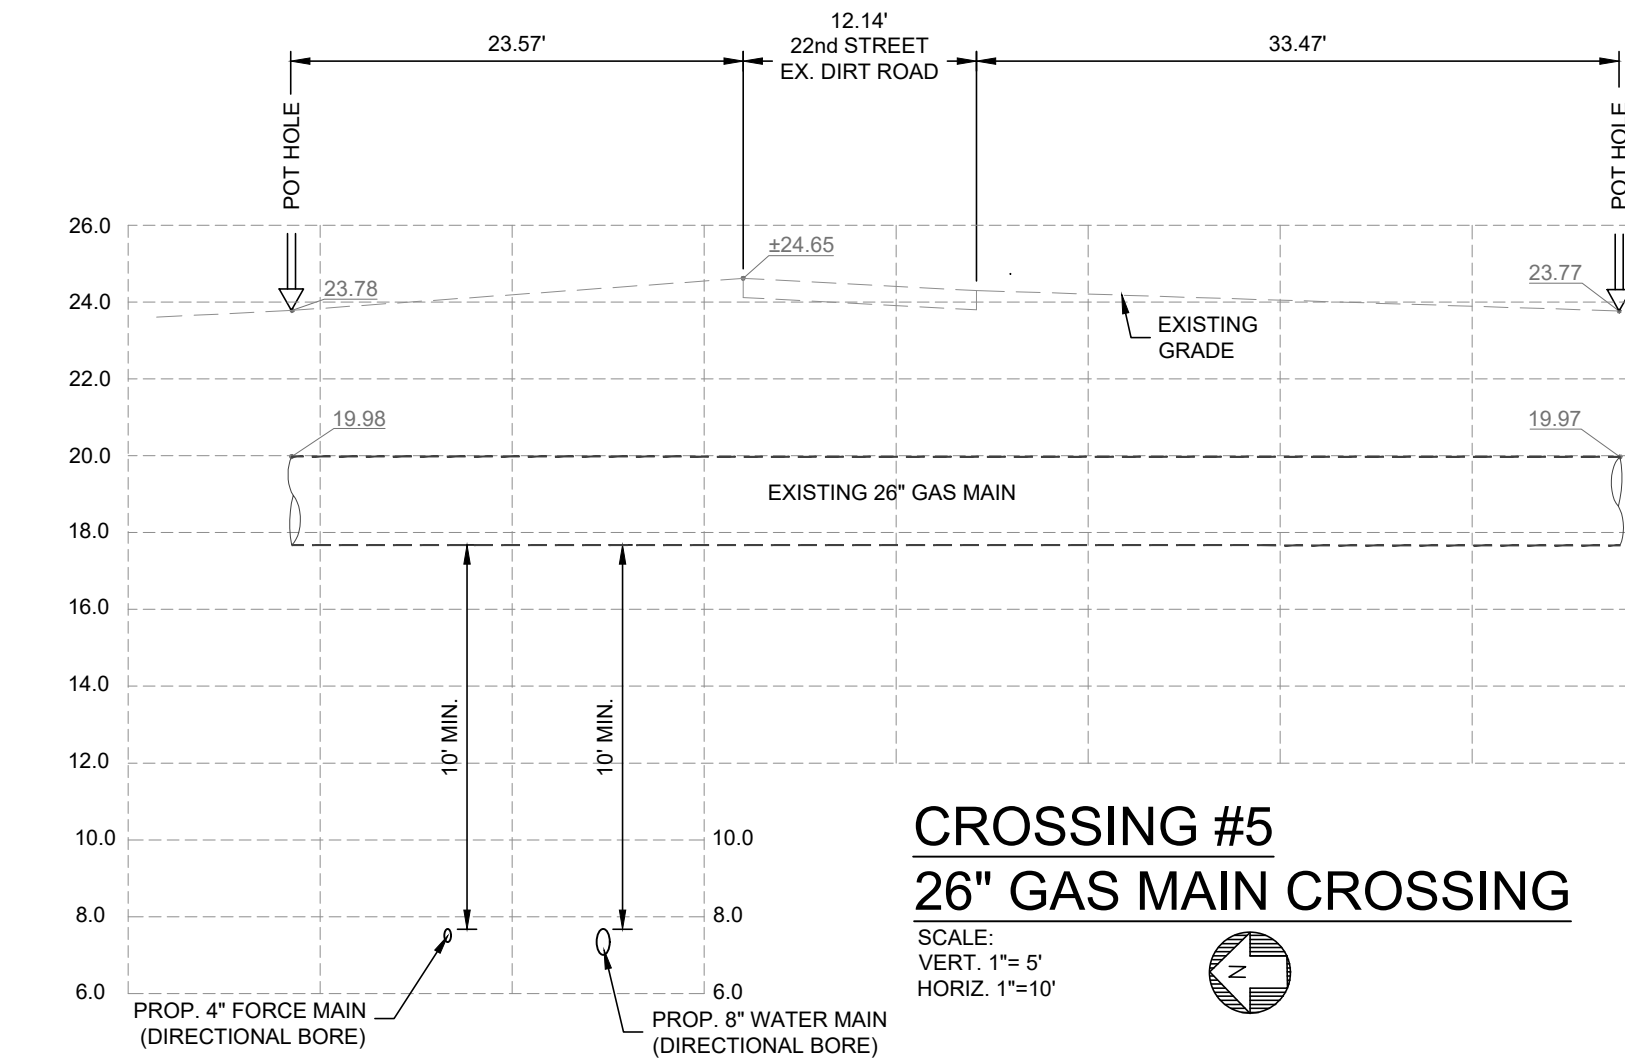 23.57'
12.14'
22nd STREET
EX. DIRT ROAD
33.47'
POT HOLE
POT HOLE
26.0
±24.65
24.0
23.78
23.77
EXISTING
GRADE
22.0
19.98
19.97
20.0
EXISTING 26" GAS MAIN
18.0
16.0
14.0
10' MIN.
10' MIN.
12.0
10.0
10.0
8.0
8.0
6.0
6.0
PROP. 4" FORCE MAIN
(DIRECTIONAL BORE)
PROP. 8" WATER MAIN
(DIRECTIONAL BORE)
CROSSING #5
26" GAS MAIN CROSSING
SCALE:
VERT. 1"= 5'
HORIZ. 1"=10'
N